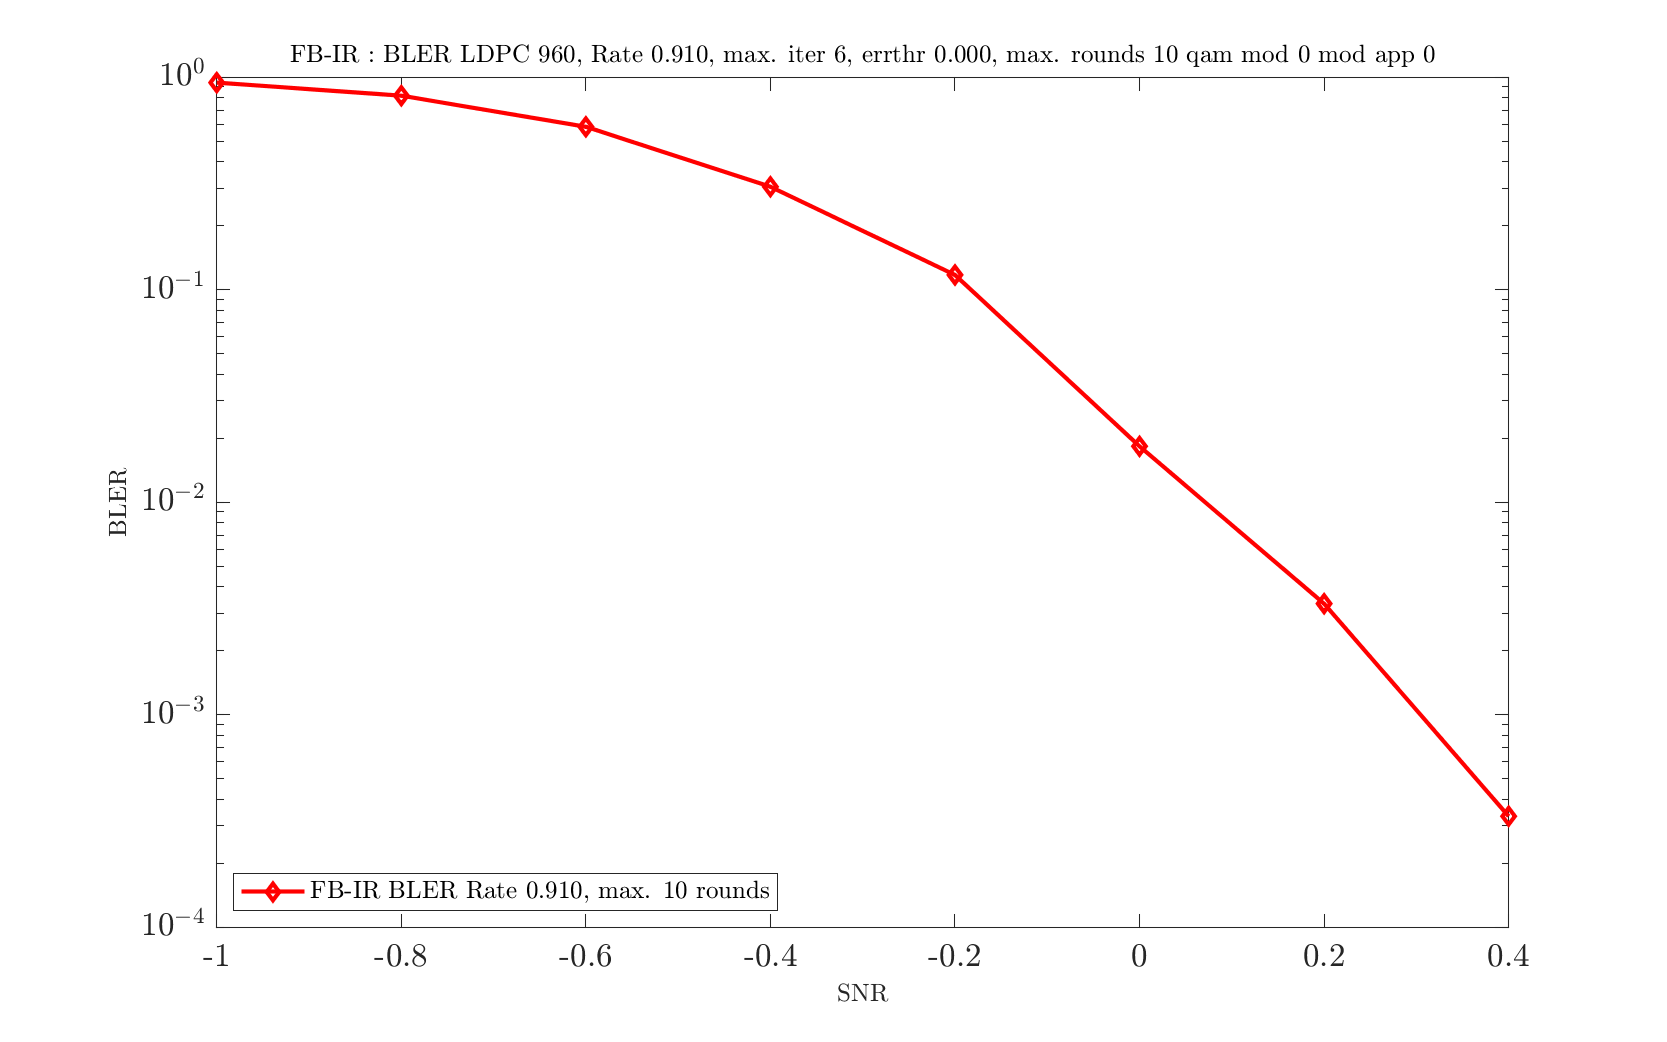 FB-IR : BLER LDPC 960, Rate 0.910, max. iter 6, errthr 0.000, max. rounds 10 qam mod 0 mod app 0
10^0
10^-1
10^-2
10^-3
10^-4
BLER
FB-IR BLER Rate 0.910, max. 10 rounds
-1 -0.8 -0.6 -0.4 -0.2 0 0.2 0.4
SNR